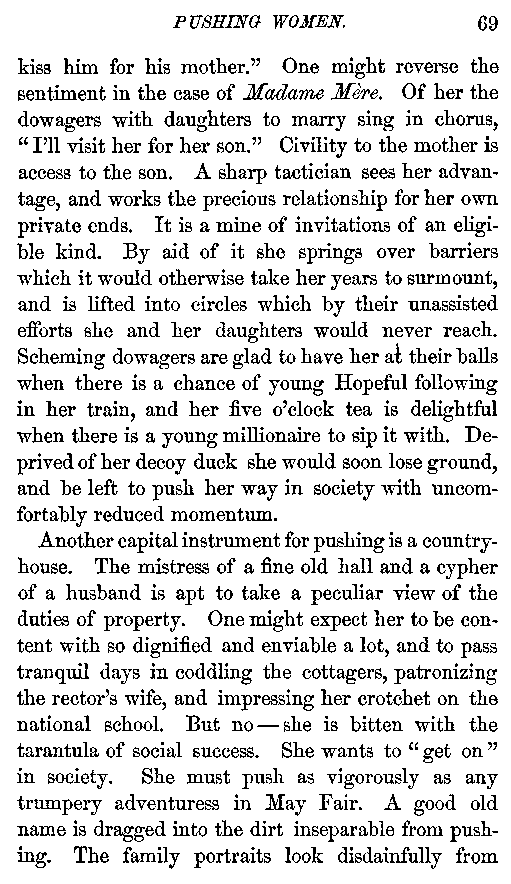 PUSHING WOMEN. 69
kiss him for his mother.” One might reverse the
sentiment in the case of Madame Mère. Of her the
dowagers with daughters to marry sing in chorus,
“I’ll visit her for her son.” Civility to the mother is
access to the son. A sharp tactician sees her advan-
tage, and works the precious relationship for her own
private ends. It is a mine of invitations of an eligi-
ble kind. By aid of it she springs over barriers
which it would otherwise take her years to surmount,
and is lifted into circles which by their unassisted
efforts she and her daughters would never reach.
Scheming dowagers are glad to have her at their balls
when there is a chance of young Hopeful following
in her train, and her five o’clock tea is delightful
when there is a young millionaire to sip it with. De-
prived of her decoy duck she would soon lose ground,
and be left to push her way in society with uncom-
fortably reduced momentum.
Another capital instrument for pushing is a country-
house. The mistress of a fine old hall and a cypher
of a husband is apt to take a peculiar view of the
duties of property. One might expect her to be con-
tent with so dignified and enviable a lot, and to pass
tranquil days in coddling the cottagers, patronizing
the rector’s wife, and impressing her crotchet on the
national school. But no — she is bitten with the
tarantula of social success. She wants to “get on”
in society. She must push as vigorously as any
trumpery adventuress in May Fair. A good old
name is dragged into the dirt inseparable from push-
ing. The family portraits look disdainfully from